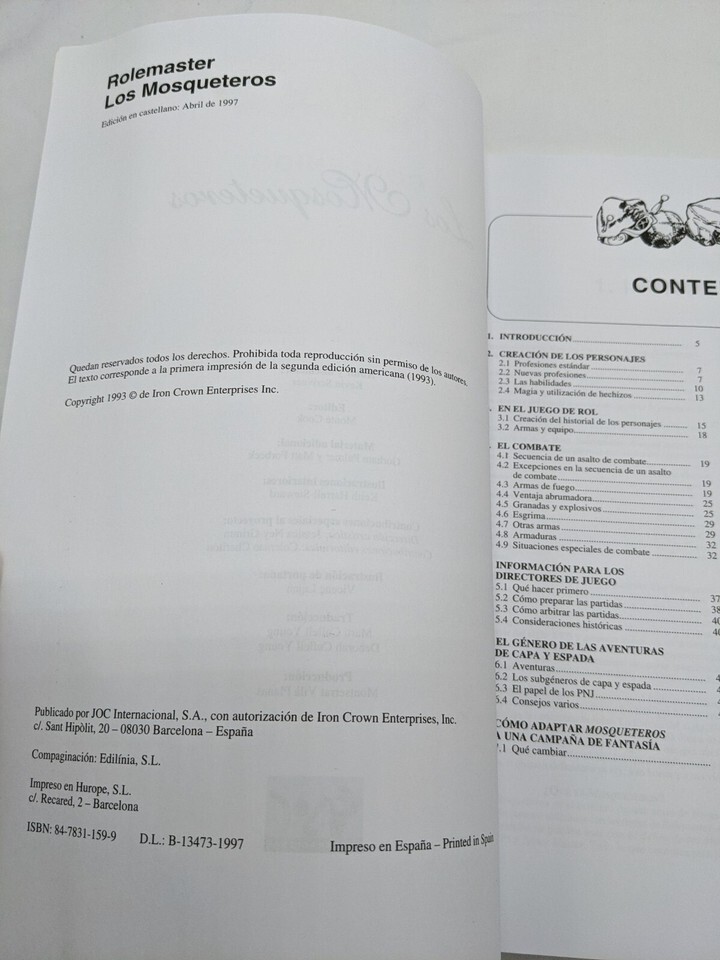 Rolemaster
Los Mosqueteros
Edición en castellano: Abril de 1997
Quedan reservados todos los derechos. Prohibida toda reproducción sin permiso de los autores.
El texto corresponde a la primera impresión de la segunda edición americana (1993).
Copyright 1993 © de Iron Crown Enterprises Inc.
Publicado por JOC Internacional, S.A., con autorización de Iron Crown Enterprises, Inc.
c/. Sant Hipòlit, 20 – 08030 Barcelona – España
Compaginación: Edilínia, S.L.
Impreso en Hurope, S.L.
c/. Recared, 2 – Barcelona
ISBN: 84-7831-159-9 D.L.: B-13473-1997 Impreso en España – Printed in Spain
CONTE
1. INTRODUCCIÓN 5
2. CREACIÓN DE LOS PERSONAJES
2.1 Profesiones estándar 7
2.2 Nuevas profesiones 7
2.3 Las habilidades 10
2.4 Magia y utilización de hechizos 13
. EN EL JUEGO DE ROL
3.1 Creación del historial de los personajes 15
3.2 Armas y equipo 18
. EL COMBATE
4.1 Secuencia de un asalto de combate 19
4.2 Excepciones en la secuencia de un asalto
de combate 19
4.3 Armas de fuego 19
4.4 Ventaja abrumadora 25
4.5 Granadas y explosivos 25
4.6 Esgrima 29
4.7 Otras armas 29
4.8 Armaduras 32
4.9 Situaciones especiales de combate 32
INFORMACIÓN PARA LOS
DIRECTORES DE JUEGO
5.1 Qué hacer primero 37
5.2 Cómo preparar las partidas 38
5.3 Cómo arbitrar las partidas 40
5.4 Consideraciones históricas 40
EL GÉNERO DE LAS AVENTURAS
DE CAPA Y ESPADA
6.1 Aventuras 4
6.2 Los subgéneros de capa y espada 4
6.3 El papel de los PNJ 4
6.4 Consejos varios 4
CÓMO ADAPTAR MOSQUETEROS
A UNA CAMPAÑA DE FANTASÍA
7.1 Qué cambiar